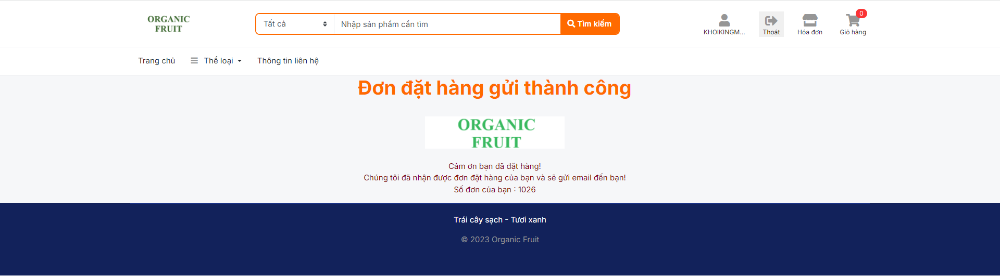 ORGANIC
FRUIT
Tất cả
Nhập sản phẩm cần tìm
Tìm kiếm
KHOIKINGM...
Thoát
Hóa đơn
0
Giỏ hàng
Trang chủ
Thể loại
Thông tin liên hệ
Đơn đặt hàng gửi thành công
ORGANIC
FRUIT
Cảm ơn bạn đã đặt hàng!
Chúng tôi đã nhận được đơn đặt hàng của bạn và sẽ gửi email đến bạn!
Số đơn của bạn : 1026
Trái cây sạch - Tươi xanh
© 2023 Organic Fruit